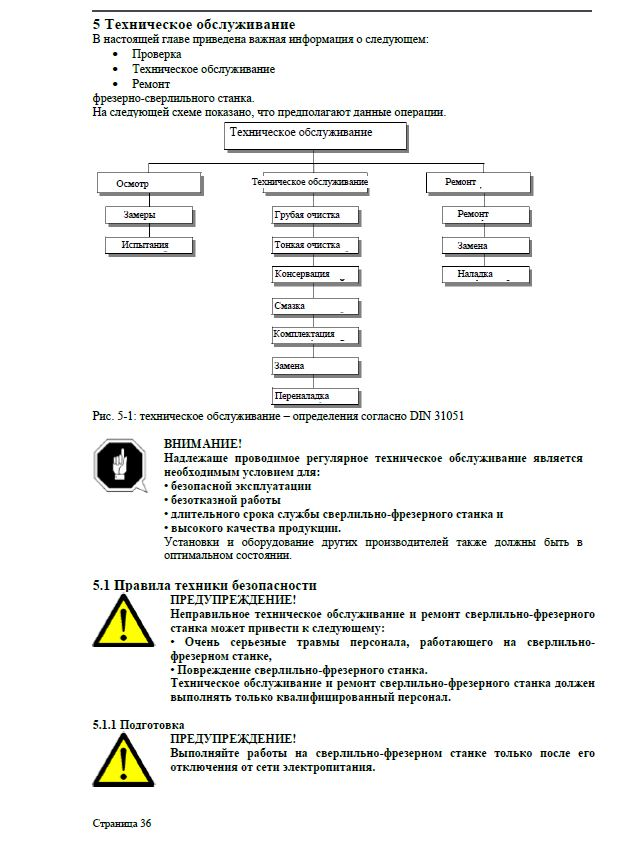 5 Техническое обслуживание
В настоящей главе приведена важная информация о следующем:
• Проверка
• Техническое обслуживание
• Ремонт
фрезерно-сверлильного станка.
На следующей схеме показано, что предполагают данные операции.
Техническое обслуживание
Осмотр
Техническое обслуживание
Ремонт
Замеры
Грубая очистка
Ремонт
Испытания
Тонкая очистка
Замена
Консервация
Наладка
Смазка
Комплектация
Замена
Переналадка
Рис. 5-1: техническое обслуживание – определения согласно DIN 31051
ВНИМАНИЕ!
Надлежаще проводимое регулярное техническое обслуживание является
необходимым условием для:
• безопасной эксплуатации
• безотказной работы
• длительного срока службы сверлильно-фрезерного станка и
• высокого качества продукции.
Установки и оборудование других производителей также должны быть в
оптимальном состоянии.
5.1 Правила техники безопасности
ПРЕДУПРЕЖДЕНИЕ!
Неправильное техническое обслуживание и ремонт сверлильно-фрезерного
станка может привести к следующему:
• Очень серьезные травмы персонала, работающего на сверлильно-
фрезерном станке,
• Повреждение сверлильно-фрезерного станка.
Техническое обслуживание и ремонт сверлильно-фрезерного станка должен
выполнять только квалифицированный персонал.
5.1.1 Подготовка
ПРЕДУПРЕЖДЕНИЕ!
Выполняйте работы на сверлильно-фрезерном станке только после его
отключения от сети электропитания.
Страница 36